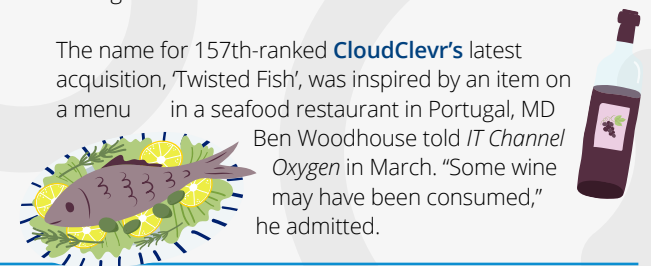 The name for 157th-ranked CloudClevr’s latest
acquisition, ‘Twisted Fish’, was inspired by an item on
a menu in a seafood restaurant in Portugal, MD
Ben Woodhouse told IT Channel
Oxygen in March. “Some wine
may have been consumed,”
he admitted.